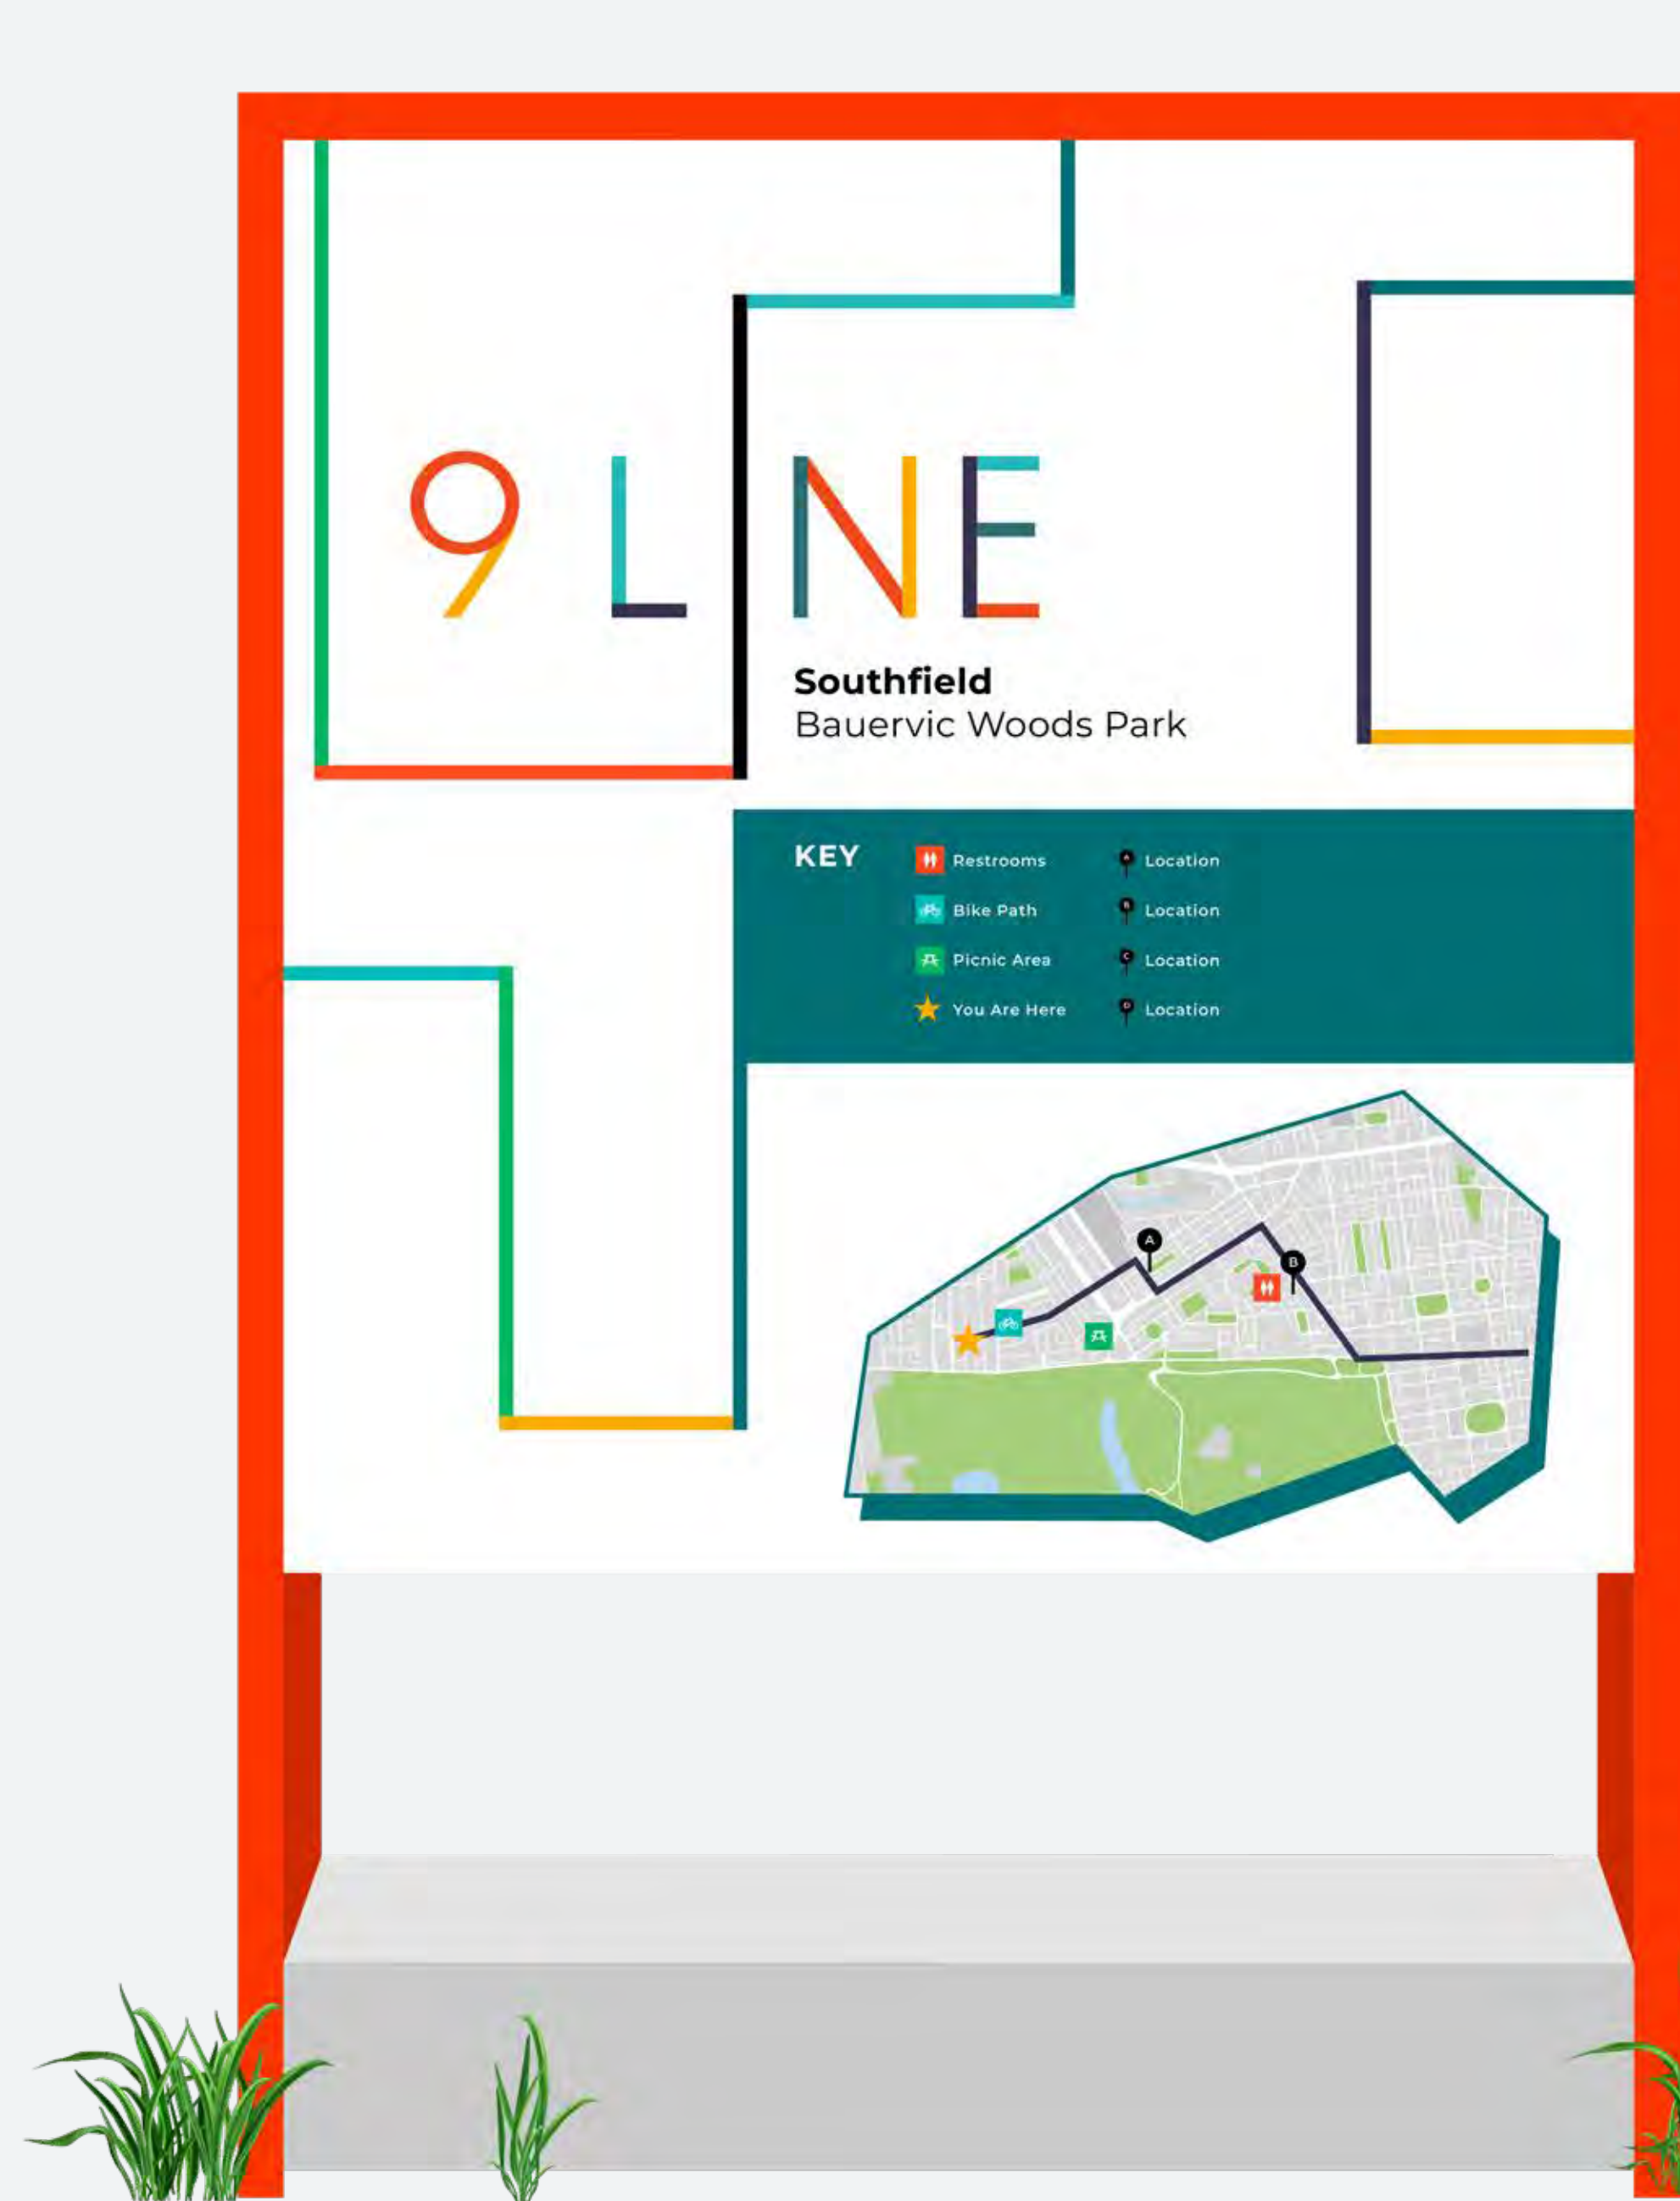 9 LINE
Southfield
Bauervic Woods Park
KEY
Restrooms
Bike Path
Picnic Area
You Are Here
A Location
B Location
C Location
D Location
A
B